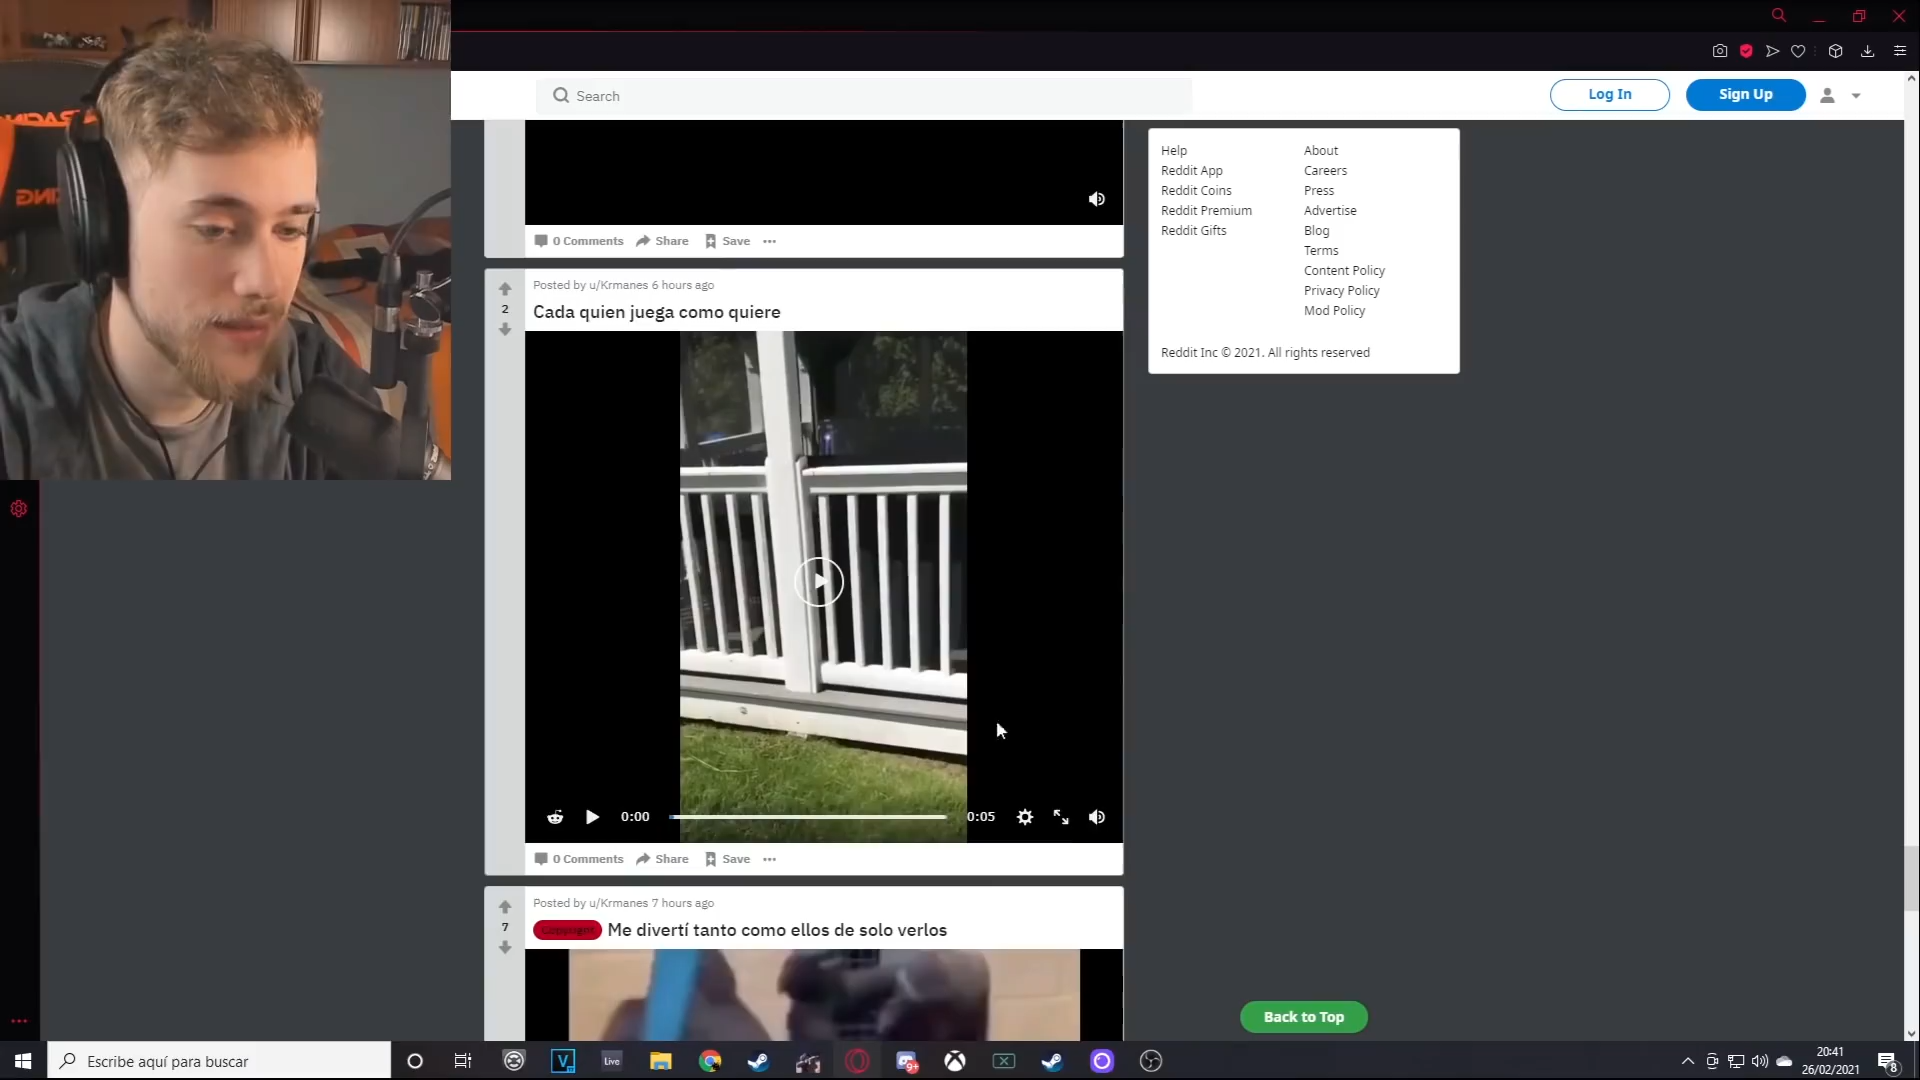 Search
Log In
Sign Up
0 Comments Share Save
Help
Reddit App
Reddit Coins
Reddit Premium
Reddit Gifts
About
Careers
Press
Advertise
Blog
Terms
Content Policy
Privacy Policy
Mod Policy
Reddit Inc © 2021. All rights reserved
Posted by u/Krmanes 6 hours ago
2
Cada quien juega como quiere
0:00
0:05
0 Comments Share Save
Posted by u/Krmanes 7 hours ago
7
Copyright Me divertí tanto como ellos de solo verlos
Back to Top
Escribe aquí para buscar
V
Live
9+
20:41
26/02/2021
8